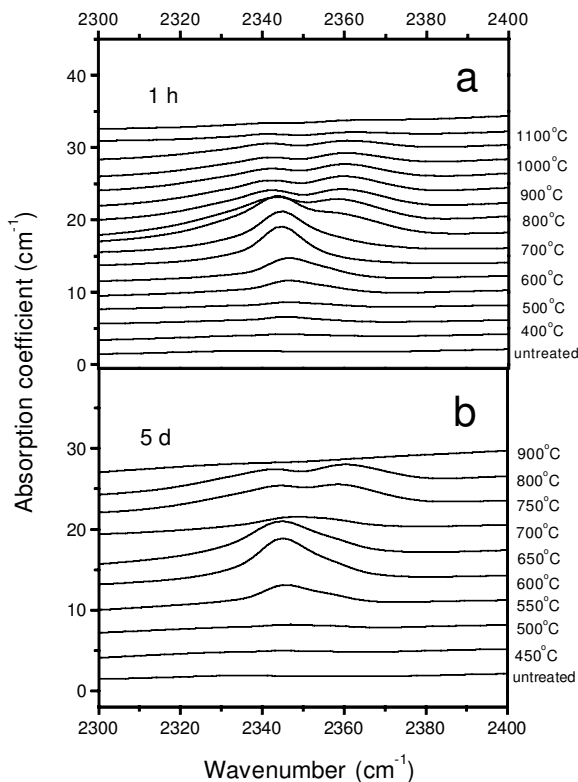 2300 2320 2340 2360 2380 2400
Absorption coefficient (cm⁻¹)
40
30
20
10
0
1 h
a
1100°C
1000°C
900°C
800°C
700°C
600°C
500°C
400°C
untreated
30
20
10
0
5 d
b
900°C
800°C
750°C
700°C
650°C
600°C
550°C
500°C
450°C
untreated
2300 2320 2340 2360 2380 2400
Wavenumber (cm⁻¹)